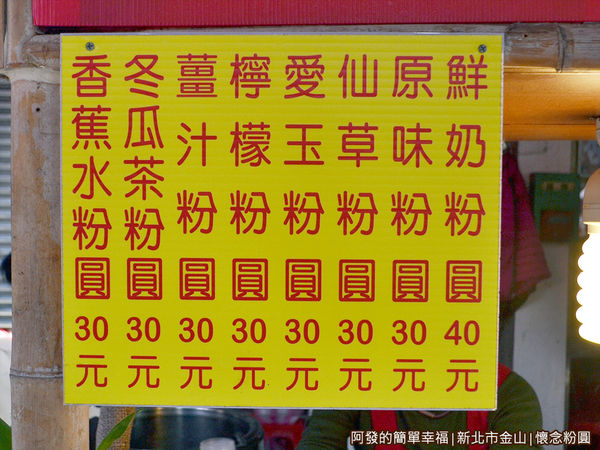 鮮奶粉圓40元
原味粉圓30元
仙草粉圓30元
愛玉粉圓30元
檸檬粉圓30元
薑汁粉圓30元
冬瓜茶粉圓30元
香蕉水粉圓30元
阿發的簡單幸福|新北市金山|懷念粉圓